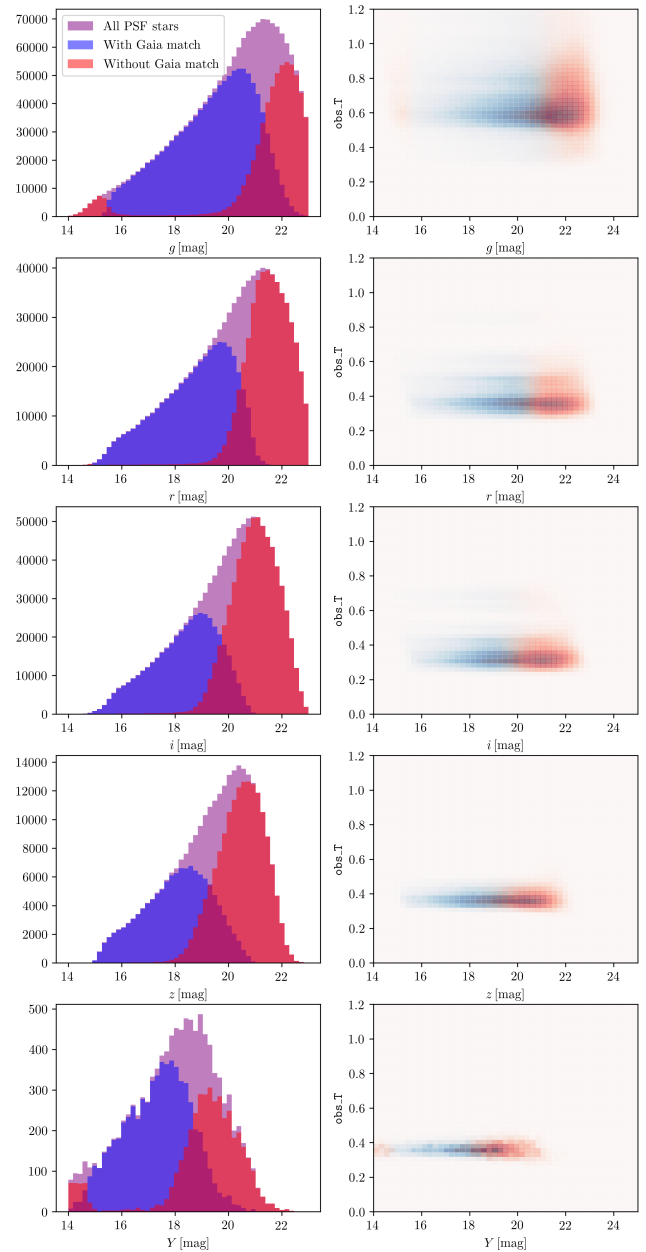 70000
60000
50000
40000
30000
20000
10000
0
All PSF stars
With Gaia match
Without Gaia match
14 16 18 20 22
g [mag]
1.2
1.0
0.8
0.6
0.4
0.2
0.0
obs_T
14 16 18 20 22 24
g [mag]
40000
30000
20000
10000
0
14 16 18 20 22
r [mag]
1.2
1.0
0.8
0.6
0.4
0.2
0.0
obs_T
14 16 18 20 22 24
r [mag]
50000
40000
30000
20000
10000
0
14 16 18 20 22
i [mag]
1.2
1.0
0.8
0.6
0.4
0.2
0.0
obs_T
14 16 18 20 22 24
i [mag]
14000
12000
10000
8000
6000
4000
2000
0
14 16 18 20 22
z [mag]
1.2
1.0
0.8
0.6
0.4
0.2
0.0
obs_T
14 16 18 20 22 24
z [mag]
500
400
300
200
100
0
14 16 18 20 22
Y [mag]
1.2
1.0
0.8
0.6
0.4
0.2
0.0
obs_T
14 16 18 20 22 24
Y [mag]